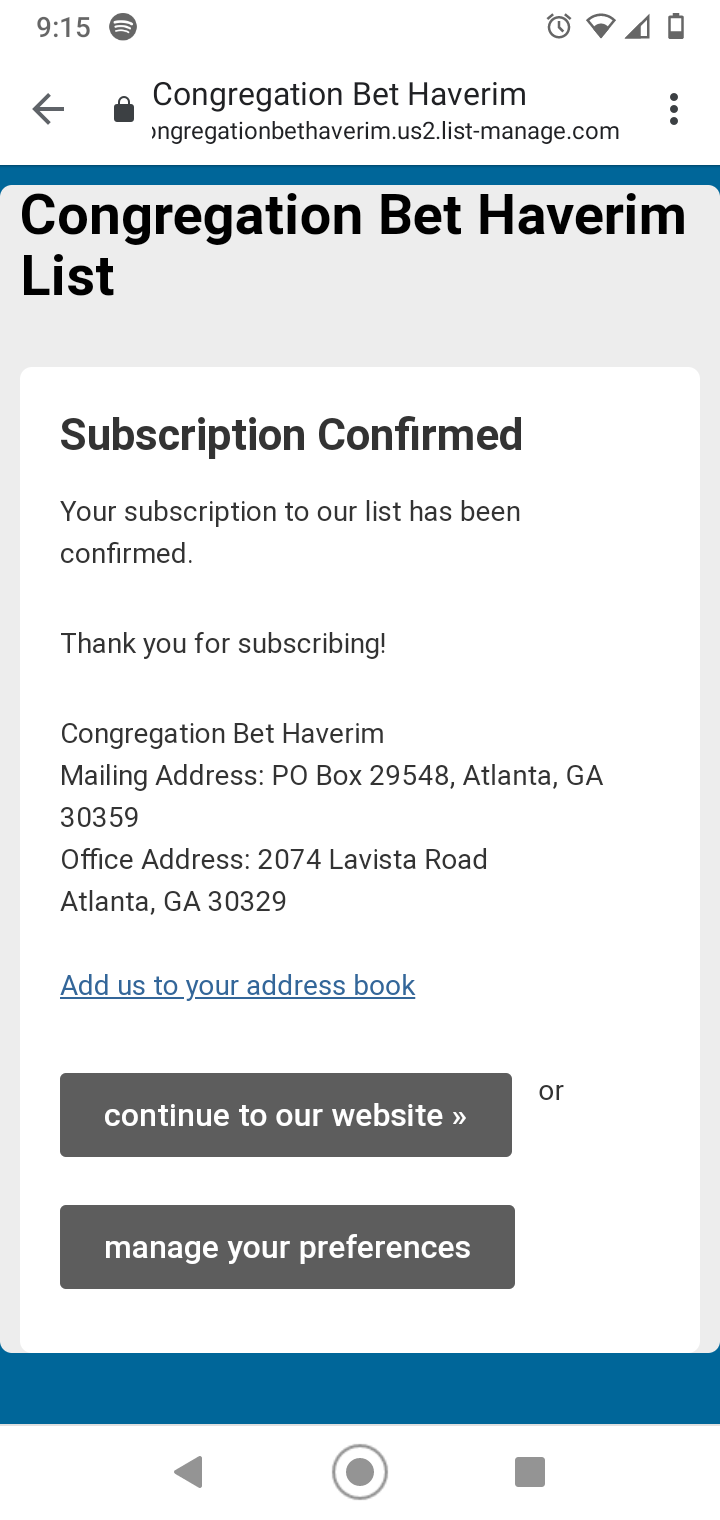 9:15
Congregation Bet Haverim
ongregationbethaverim.us2.list-manage.com
Congregation Bet Haverim
List
Subscription Confirmed
Your subscription to our list has been
confirmed.
Thank you for subscribing!
Congregation Bet Haverim
Mailing Address: PO Box 29548, Atlanta, GA
30359
Office Address: 2074 Lavista Road
Atlanta, GA 30329
Add us to your address book
continue to our website » or
manage your preferences